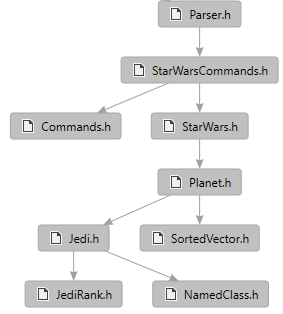 Parser.h
StarWarsCommands.h
Commands.h
StarWars.h
Planet.h
Jedi.h
SortedVector.h
JediRank.h
NamedClass.h